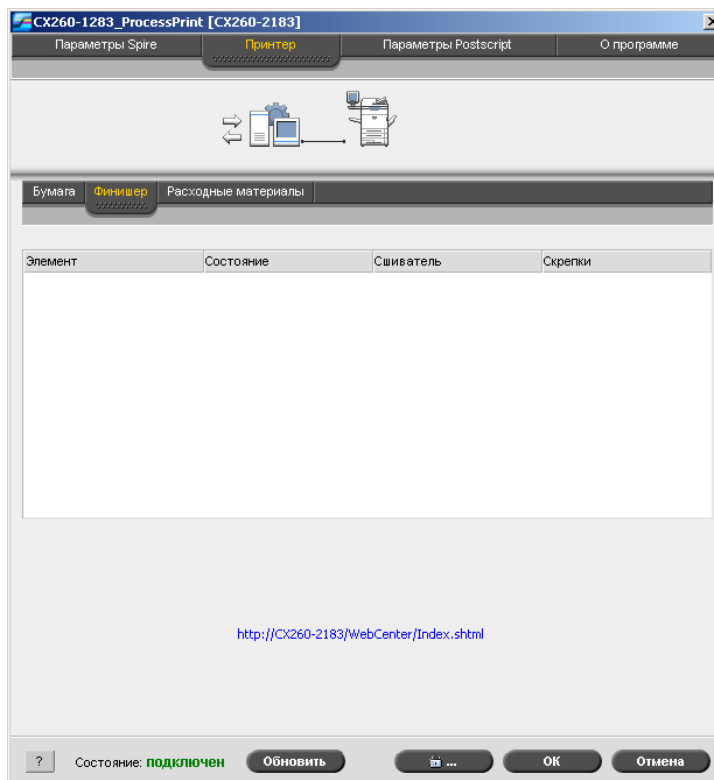 CX260-1283_ProcessPrint [CX260-2183]
Параметры Spire Принтер Параметры Postscript О программе
Бумага Финишер Расходные материалы
Элемент Состояние Сшиватель Скрепки
http://CX260-2183/WebCenter/Index.shtml
? Состояние: подключен Обновить ... ОК Отмена